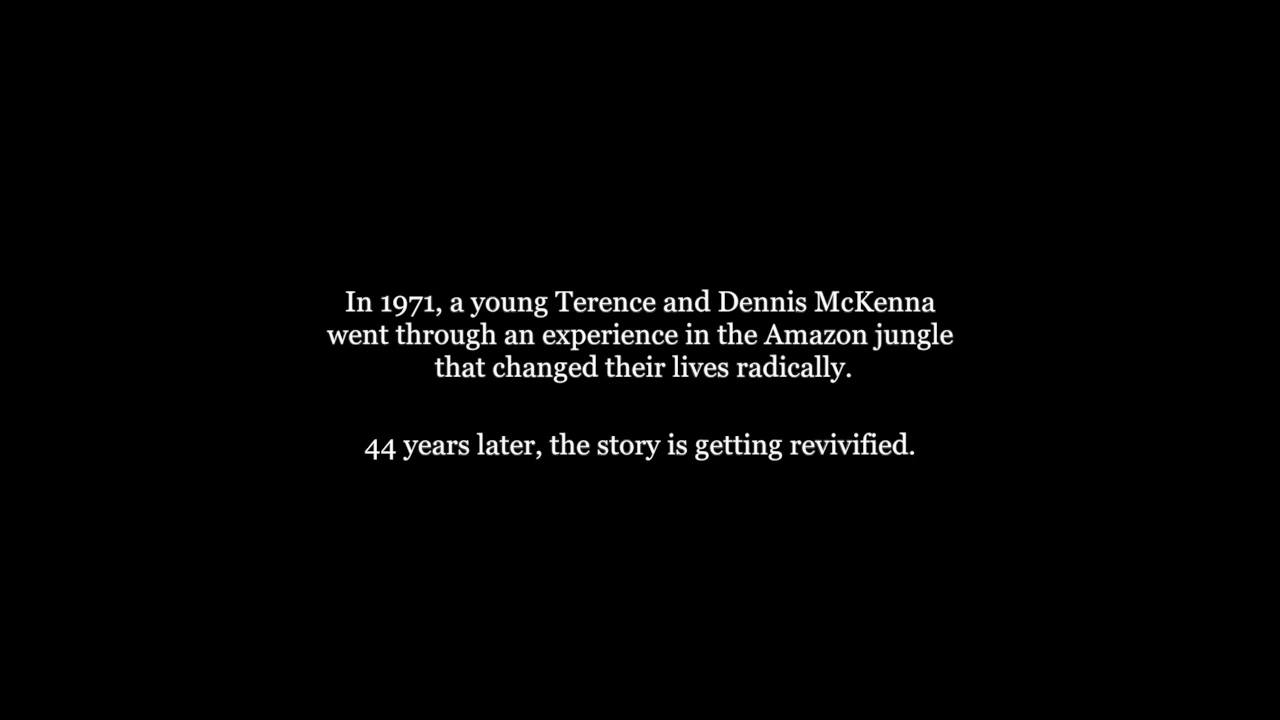 In 1971, a young Terence and Dennis McKenna
went through an experience in the Amazon jungle
that changed their lives radically.
44 years later, the story is getting revivified.